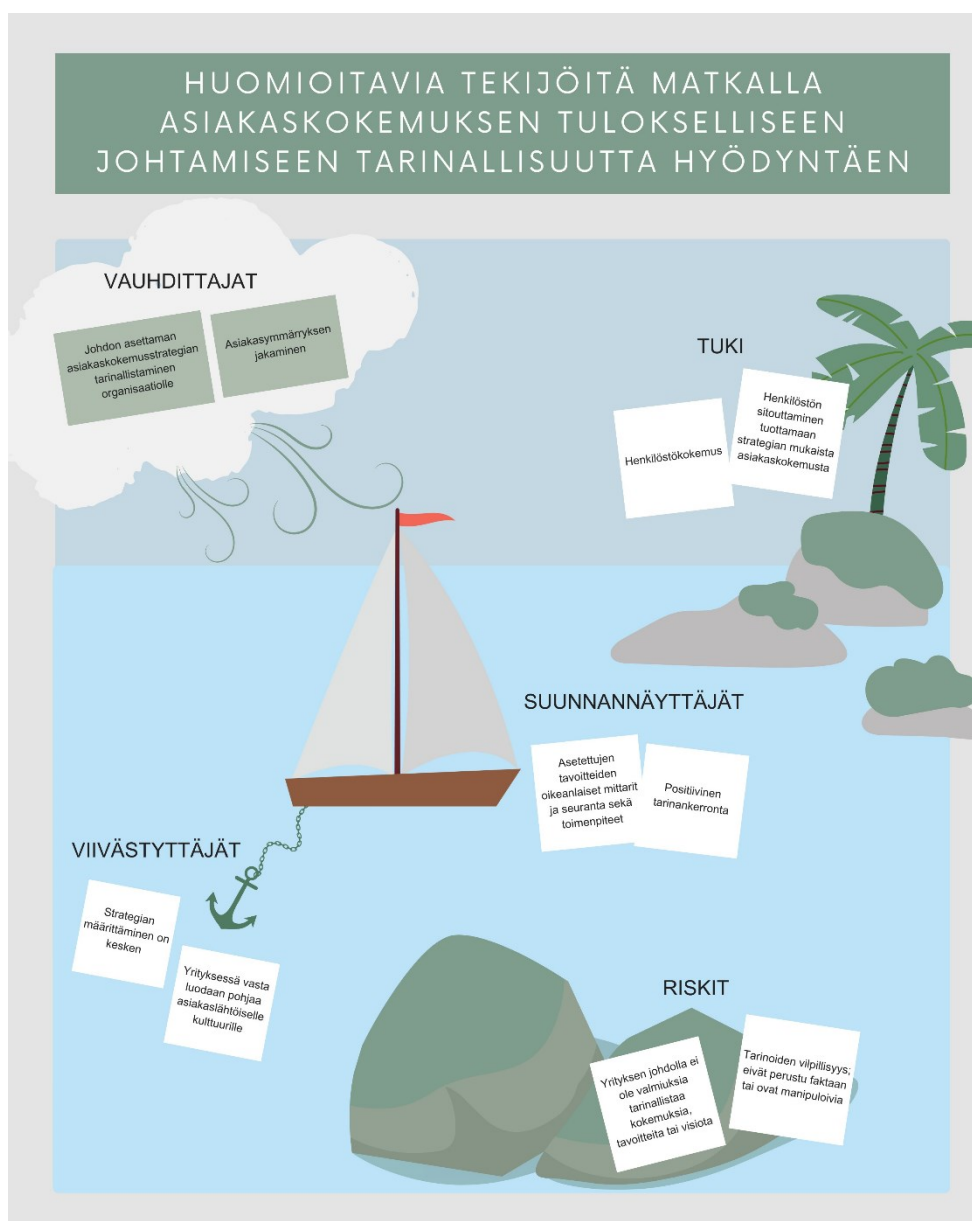 HUOMIOITAVIA TEKIJÖITÄ MATKALLA
ASIAKASKOKEMUKSEN TULOKSELLISEEN
JOHTAMISEEN TARINALLISUUTTA HYÖDYNTÄEN
VAUHDITTAJAT
Johdon asettaman
asiakaskokemusstrategian
tarinallistaminen
organisaatiolle
Asiakasymmärryksen
jakaminen
TUKI
Henkilöstökokemus
Henkilöstön
sitouttaminen
tuottamaan
strategian mukaista
asiakaskokemusta
SUUNNANNÄYTTÄJÄT
Asetettujen
tavoitteiden
oikeanlaiset mittarit
ja seuranta sekä
toimenpiteet
Positiivinen
tarinankerronta
VIIVÄSTYTTÄJÄT
Strategian
määrittäminen on
kesken
Yrityksessä vasta
luodaan pohjaa
asiakaslähtöiselle
kulttuurille
RISKIT
Yrityksen johdolla ei
ole valmiuksia
tarinallistaa
kokemuksia,
tavoitteita tai visiota
Tarinoiden vilpillisyys;
eivät perustu faktaan
tai ovat manipuloivia